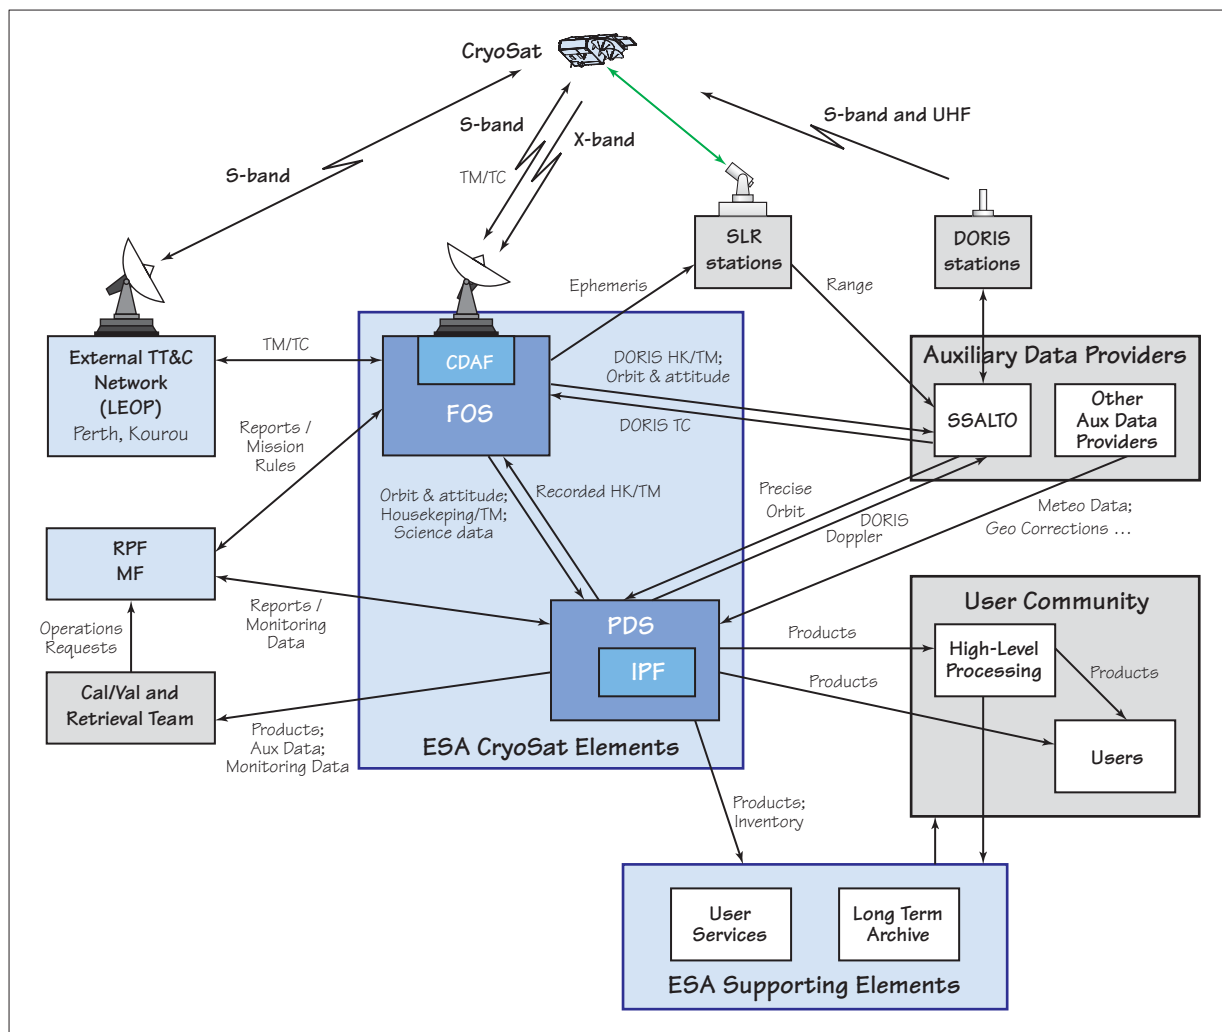 CryoSat
S-band
S-band
TM/TC
X-band
S-band and UHF
SLR
stations
DORIS
stations
Ephemeris
Range
External TT&C
Network
(LEOP)
Perth, Kourou
TM/TC
CDAF
FOS
DORIS HK/TM;
Orbit & attitude
DORIS TC
Auxiliary Data Providers
SSALTO
Other
Aux Data
Providers
Reports /
Mission
Rules
Orbit & attitude;
Housekeping/TM;
Science data
Recorded HK/TM
Precise
Orbit
DORIS
Doppler
Meteo Data;
Geo Corrections ...
RPF
MF
Reports /
Monitoring
Data
Operations
Requests
Cal/Val and
Retrieval Team
Products;
Aux Data;
Monitoring Data
PDS
IPF
ESA CryoSat Elements
Products
Products
User Community
High-Level
Processing
Products
Users
Products;
Inventory
User
Services
Long Term
Archive
ESA Supporting Elements